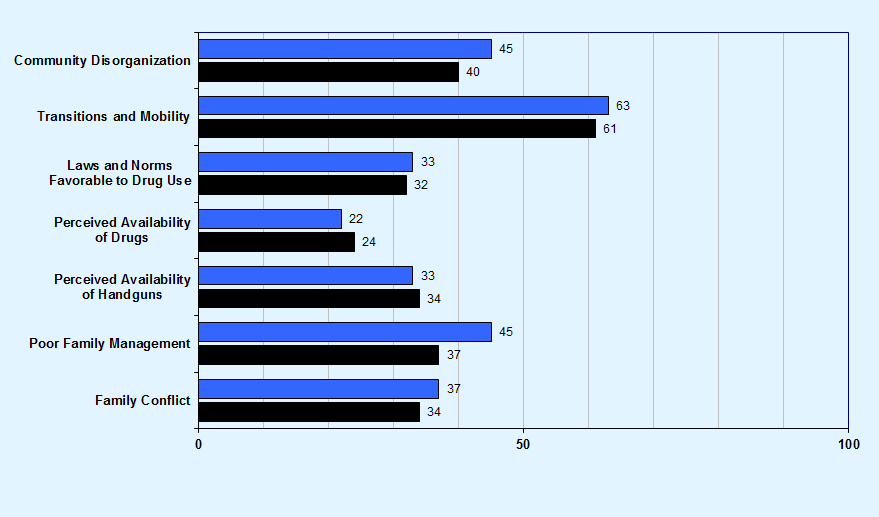 Community Disorganization
45
40
Transitions and Mobility
63
61
Laws and Norms
Favorable to Drug Use
33
32
Perceived Availability
of Drugs
22
24
Perceived Availability
of Handguns
33
34
Poor Family Management
45
37
Family Conflict
37
34
0 50 100